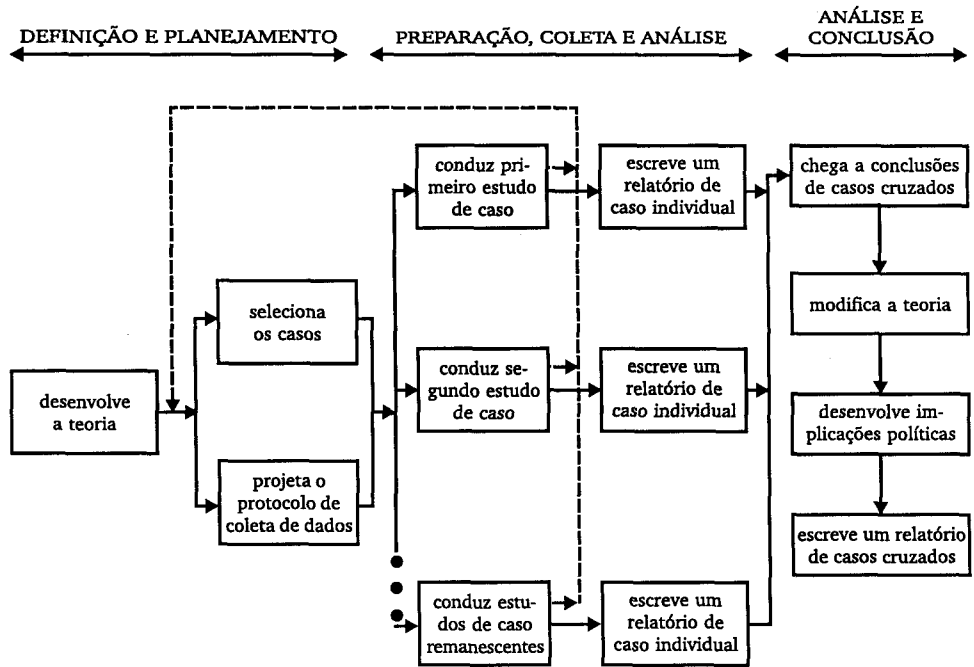 DEFINIÇÃO E PLANEJAMENTO
PREPARAÇÃO, COLETA E ANÁLISE
ANÁLISE E
CONCLUSÃO
desenvolve
a teoria
seleciona
os casos
projeta o
protocolo de
coleta de dados
conduz pri-
meiro estudo
de caso
escreve um
relatório de
caso individual
conduz se-
gundo estudo
de caso
escreve um
relatório de
caso individual
conduz estu-
dos de caso
remanescentes
escreve um
relatório de
caso individual
chega a conclusões
de casos cruzados
modifica a teoria
desenvolve im-
plicações políticas
escreve um relatório
de casos cruzados